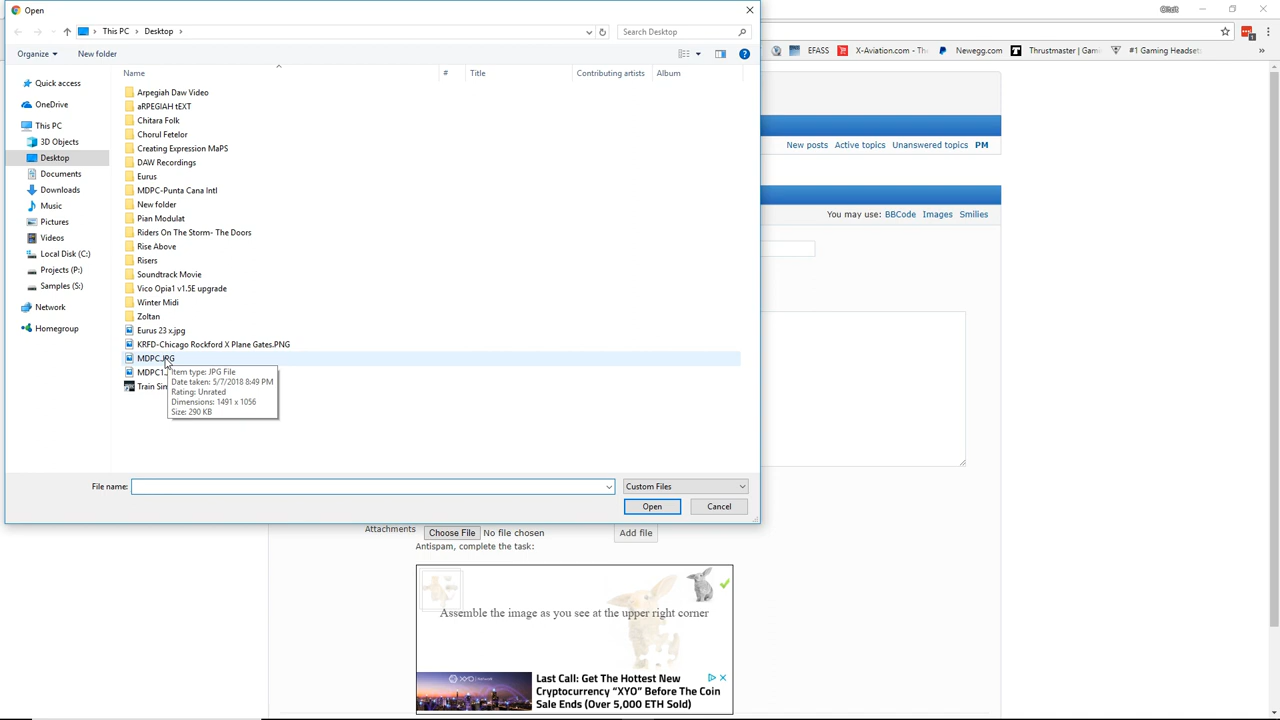 Open
This PC > Desktop >
Search Desktop
Organize
New folder
Name
#
Title
Contributing artists
Album
Quick access
OneDrive
This PC
3D Objects
Desktop
Documents
Downloads
Music
Pictures
Videos
Local Disk (C:)
Projects (P:)
Samples (S:)
Network
Homegroup
Arpegiah Daw Video
aRPEGIAH tEXT
Chitara Folk
Chorul Fetelor
Creating Expression MaPS
DAW Recordings
Eurus
MDPC-Punta Cana Intl
New folder
Pian Modulat
Riders On The Storm- The Doors
Rise Above
Risers
Soundtrack Movie
Vico Opia1 v1.5E upgrade
Winter Midi
Zoltan
Eurus 23 x.jpg
KRFD-Chicago Rockford X Plane Gates.PNG
MDPC.JPG
MDPC1.
Train Sim
Item type: JPG File
Date taken: 5/7/2018 8:49 PM
Rating: Unrated
Dimensions: 1491 x 1056
Size: 290 KB
File name:
Custom Files
Open
Cancel
EFASS
X-Aviation.com - The
Newegg.com
Thrustmaster | Gami
#1 Gaming Headset
»
New posts Active topics Unanswered topics PM
You may use: BBCode Images Smilies
Attachments
Choose File No file chosen
Add file
Antispam, complete the task:
Assemble the image as you see at the upper right corner
XYO Network
Last Call: Get The Hottest New
Cryptocurrency “XYO” Before The Coin
Sale Ends (Over 5,000 ETH Sold)